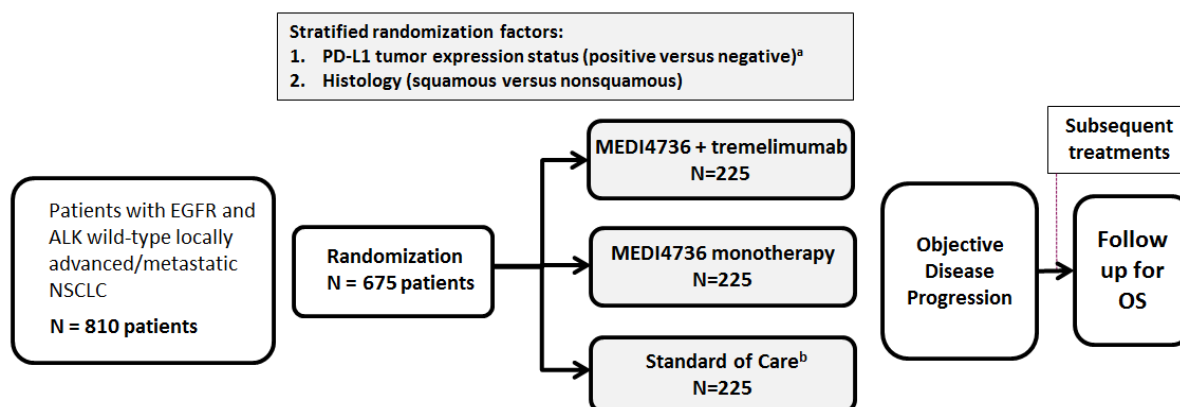 Stratified randomization factors:
1. PD-L1 tumor expression status (positive versus negative)ᵃ
2. Histology (squamous versus nonsquamous)
Patients with EGFR and
ALK wild-type locally
advanced/metastatic
NSCLC
N = 810 patients
Randomization
N = 675 patients
MEDI4736 + tremelimumab
N=225
MEDI4736 monotherapy
N=225
Standard of Careᵇ
N=225
Objective
Disease
Progression
Subsequent
treatments
Follow
up for
OS